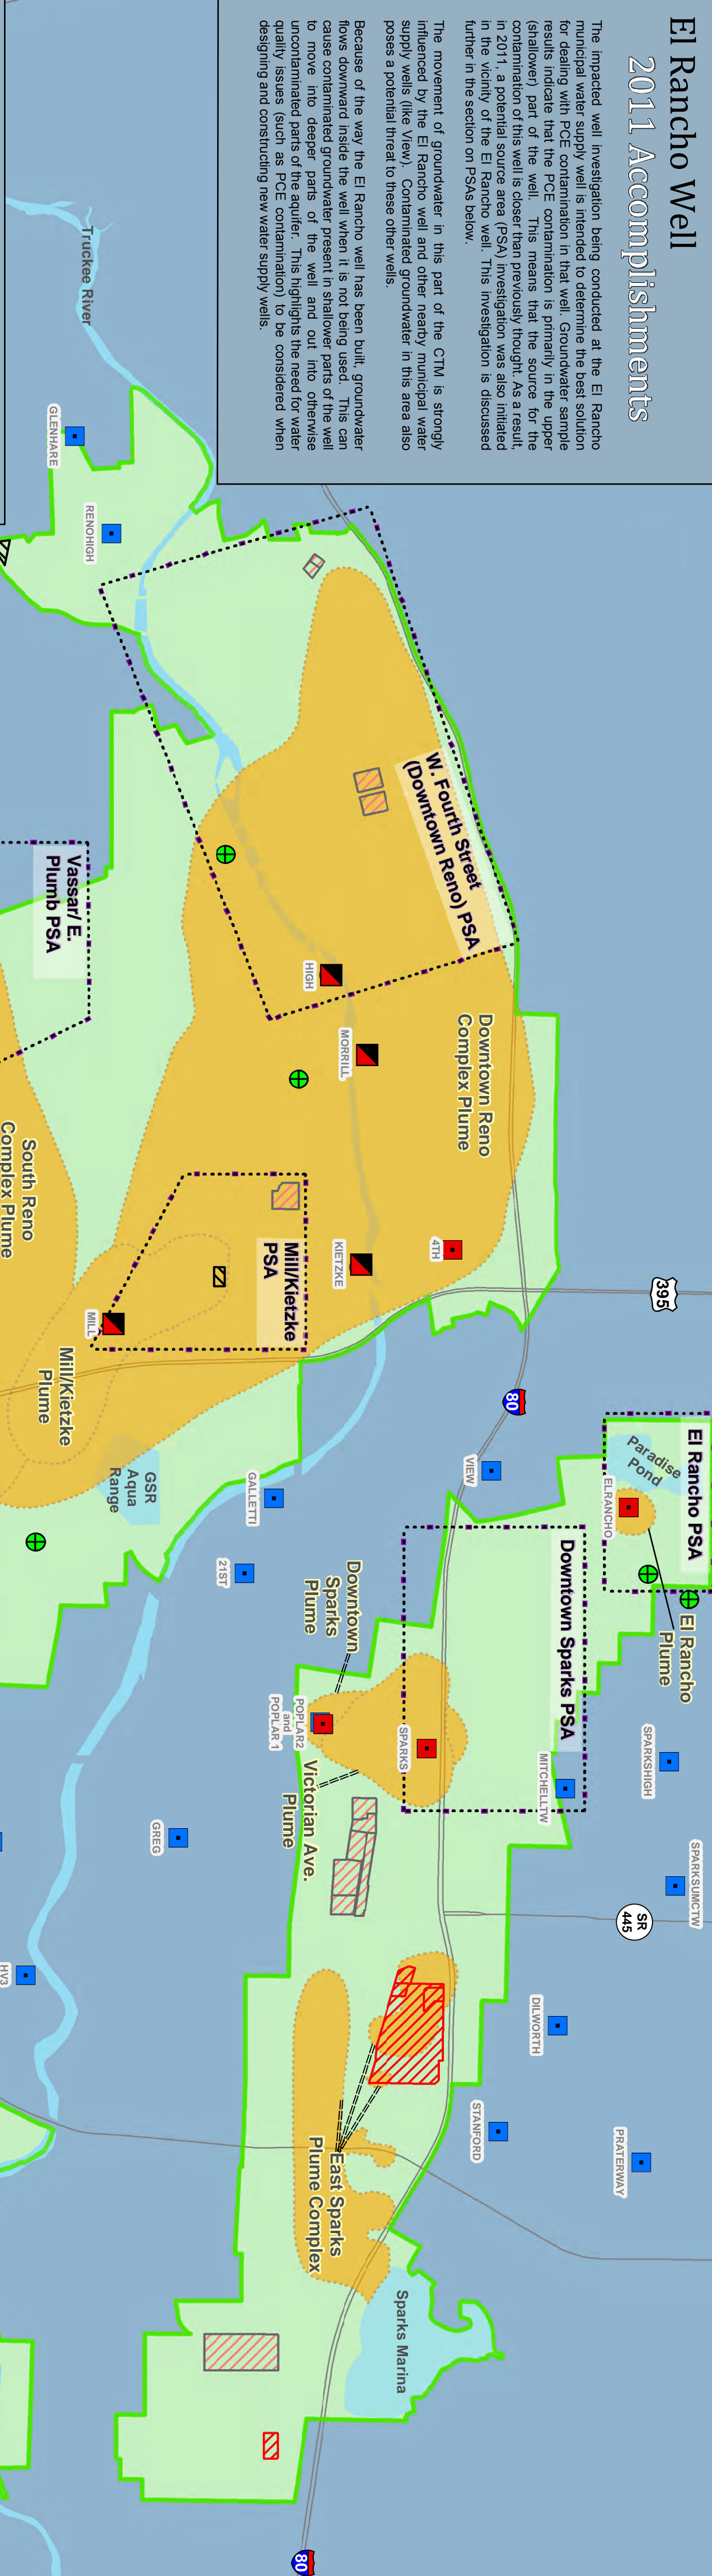 El Rancho Well
2011 Accomplishments
The impacted well investigation being conducted at the El Rancho
municipal water supply well is intended to determine the best solution
for dealing with PCE contamination in that well. Groundwater sample
results indicate that the PCE contamination is primarily in the upper
(shallower) part of the well. This means that the source for the
contamination of this well is closer than previously thought. As a result,
in 2011, a potential source area (PSA) investigation was also initiated
in the vicinity of the El Rancho well. This investigation is discussed
further in the section on PSAs below.
The movement of groundwater in this part of the CTM is strongly
influenced by the El Rancho well and other nearby municipal water
supply wells (like View). Contaminated groundwater in this area also
poses a potential threat to these other wells.
Because of the way the El Rancho well has been built, groundwater
flows downward inside the well when it is not being used. This can
cause contaminated groundwater present in shallower parts of the well
to move into deeper parts of the well and out into otherwise
uncontaminated parts of the aquifer. This highlights the need for water
quality issues (such as PCE contamination) to be considered when
designing and constructing new water supply wells.
Truckee River
GLENHARE
RENOHIGH
W. Fourth Street
(Downtown Reno) PSA
Vassar/ E.
Plumb PSA
HIGH
MORRILL
Downtown Reno
Complex Plume
South Reno
Complex Plume
4TH
KIETZKE
Mill/Kietzke
PSA
MILL
Mill/Kietzke
Plume
395
80
GSR
Aqua
Range
VIEW
GALLETTI
21ST
El Rancho PSA
Paradise
Pond
ELRANCHO
El Rancho
Plume
Downtown Sparks PSA
Downtown
Sparks
Plume
POPLAR2
and
POPLAR 1
SPARKS1
MITCHELLTW
SPARKSHIGH
Victorian Ave.
Plume
GREG
SPARKSUMCTW
SR
445
HV3
DILWORTH
STANFORD
PRATERWAY
East Sparks
Plume Complex
Sparks Marina
80